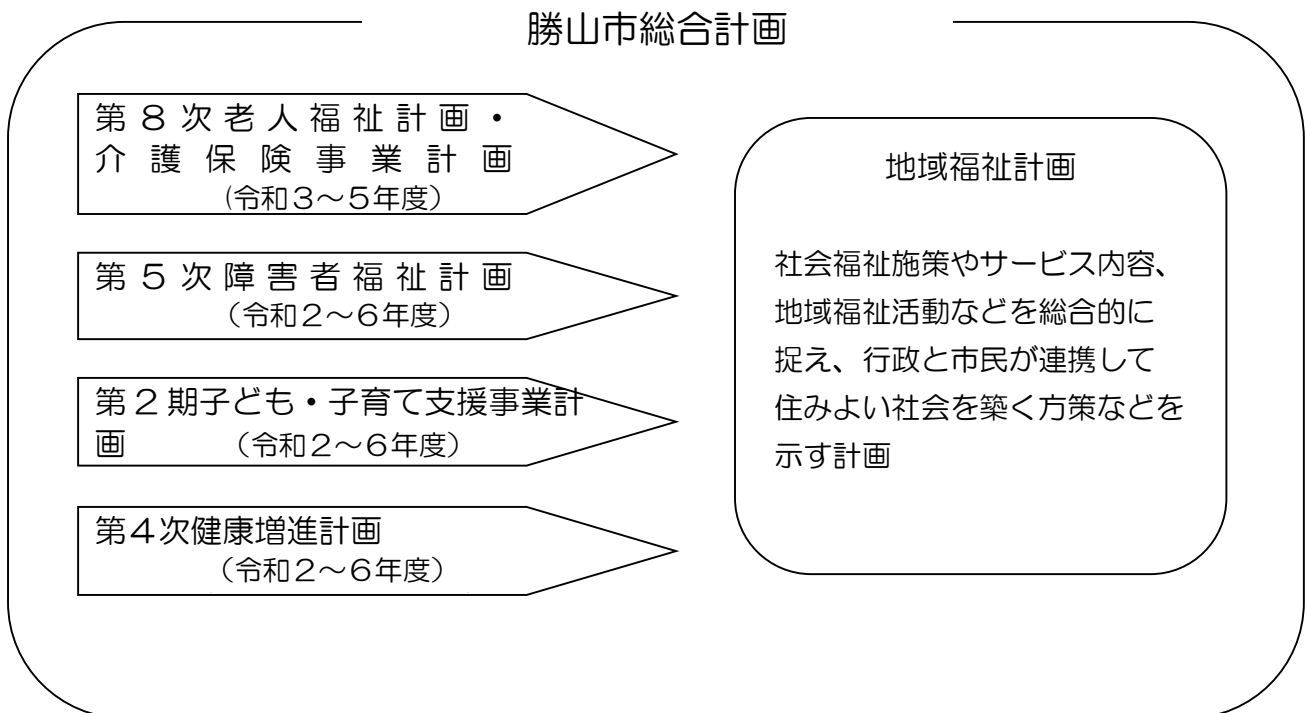 勝山市総合計画
第８次老人福祉計画・
介護保険事業計画
（令和３～５年度）
第５次障害者福祉計画
（令和２～６年度）
第２期子ども・子育て支援事業計
画　（令和２～６年度）
第４次健康増進計画
（令和２～６年度）
地域福祉計画
社会福祉施策やサービス内容、
地域福祉活動などを総合的に
捉え、行政と市民が連携して
住みよい社会を築く方策などを
示す計画